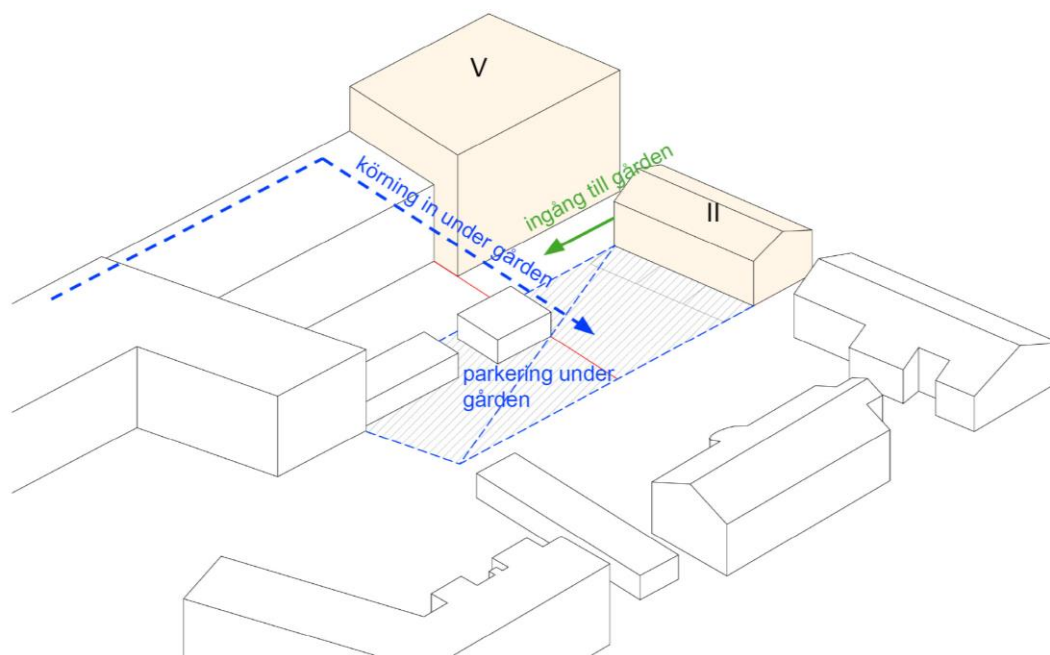 V
körning in under gården
ingång till gården
II
parkering under
gården